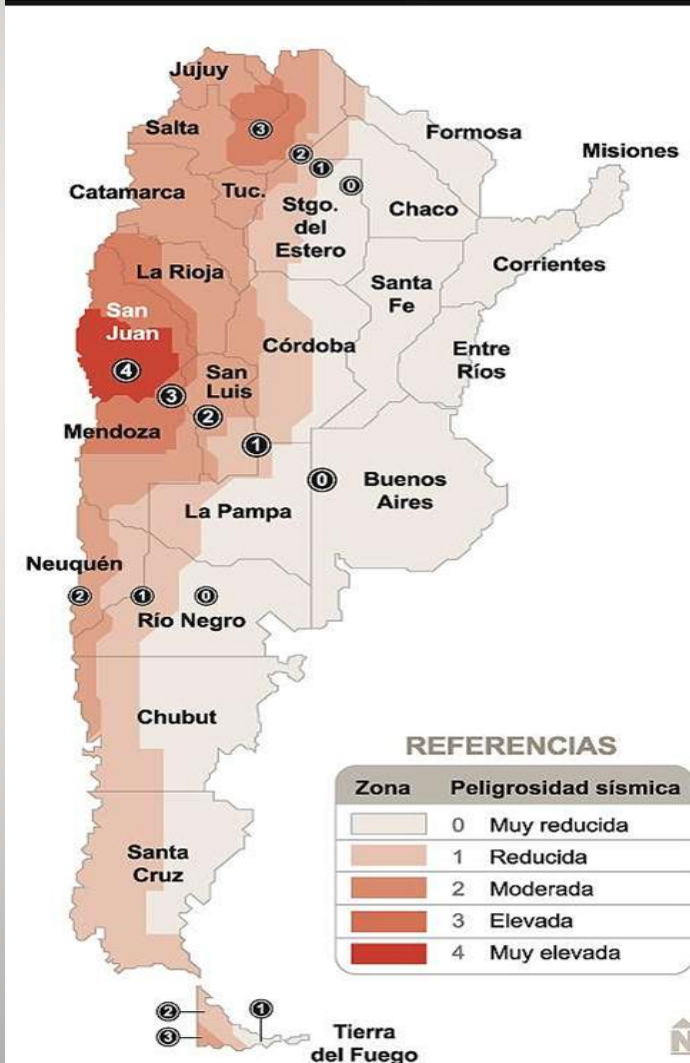 Jujuy
Salta
3
Formosa
Misiones
2
1
0
Catamarca
Tuc.
Stgo.
del
Estero
Chaco
La Rioja
Santa
Fe
Corrientes
San
Juan
4
Córdoba
Entre
Ríos
San
Luis
3
2
Mendoza
1
0
Buenos
Aires
La Pampa
Neuquén
2
1
0
Río Negro
Chubut
Santa
Cruz
REFERENCIAS
Zona Peligrosidad sísmica
0 Muy reducida
1 Reducida
2 Moderada
3 Elevada
4 Muy elevada
2
1
3
Tierra
del Fuego
N